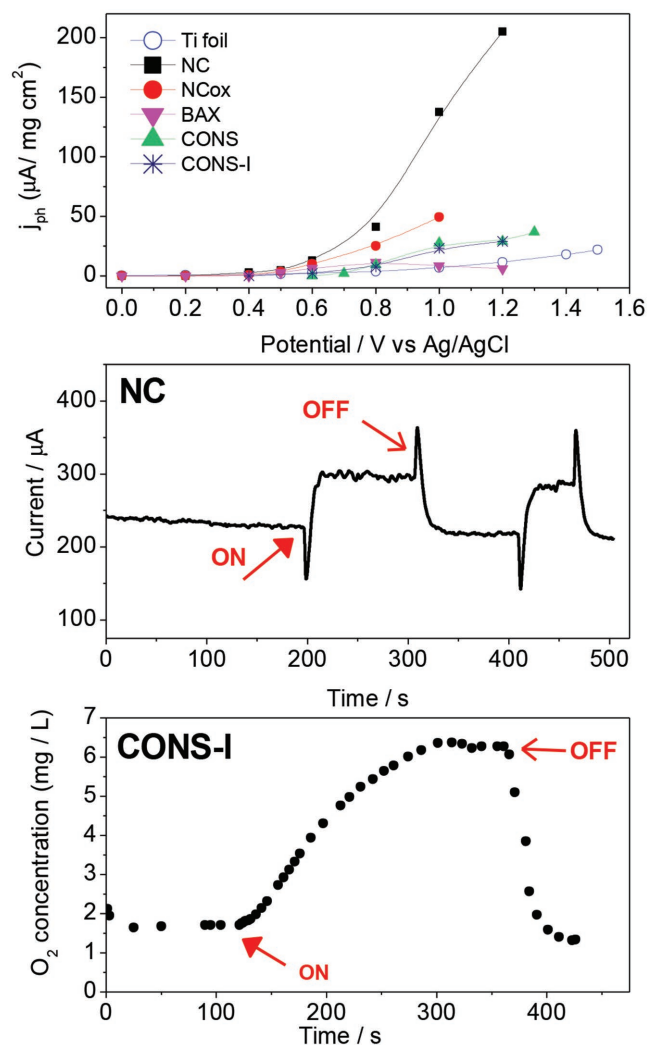 200
150
100
50
0
j_ph (µA/ mg cm²)
Ti foil
NC
NCox
BAX
CONS
CONS-I
0.0 0.2 0.4 0.6 0.8 1.0 1.2 1.4 1.6
Potential / V vs Ag/AgCl
NC
400
300
200
100
Current / µA
OFF
ON
0 100 200 300 400 500
Time / s
CONS-I
7
6
5
4
3
2
1
0
O₂ concentration (mg / L)
OFF
ON
0 100 200 300 400
Time / s